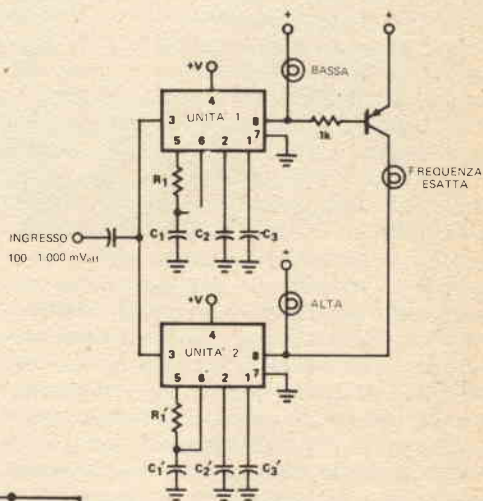 +
+
BASSA
+V
4
3
UNITA 1
8
7
5
6
2
1
1k
R1
FREQUENZA
ESATTA
INGRESSO
100 1.000 mVeff
C1
C2
C3
+
ALTA
+V
4
3
UNITA 2
8
7
5
6
2
1
R1'
C1'
C2'
C3'